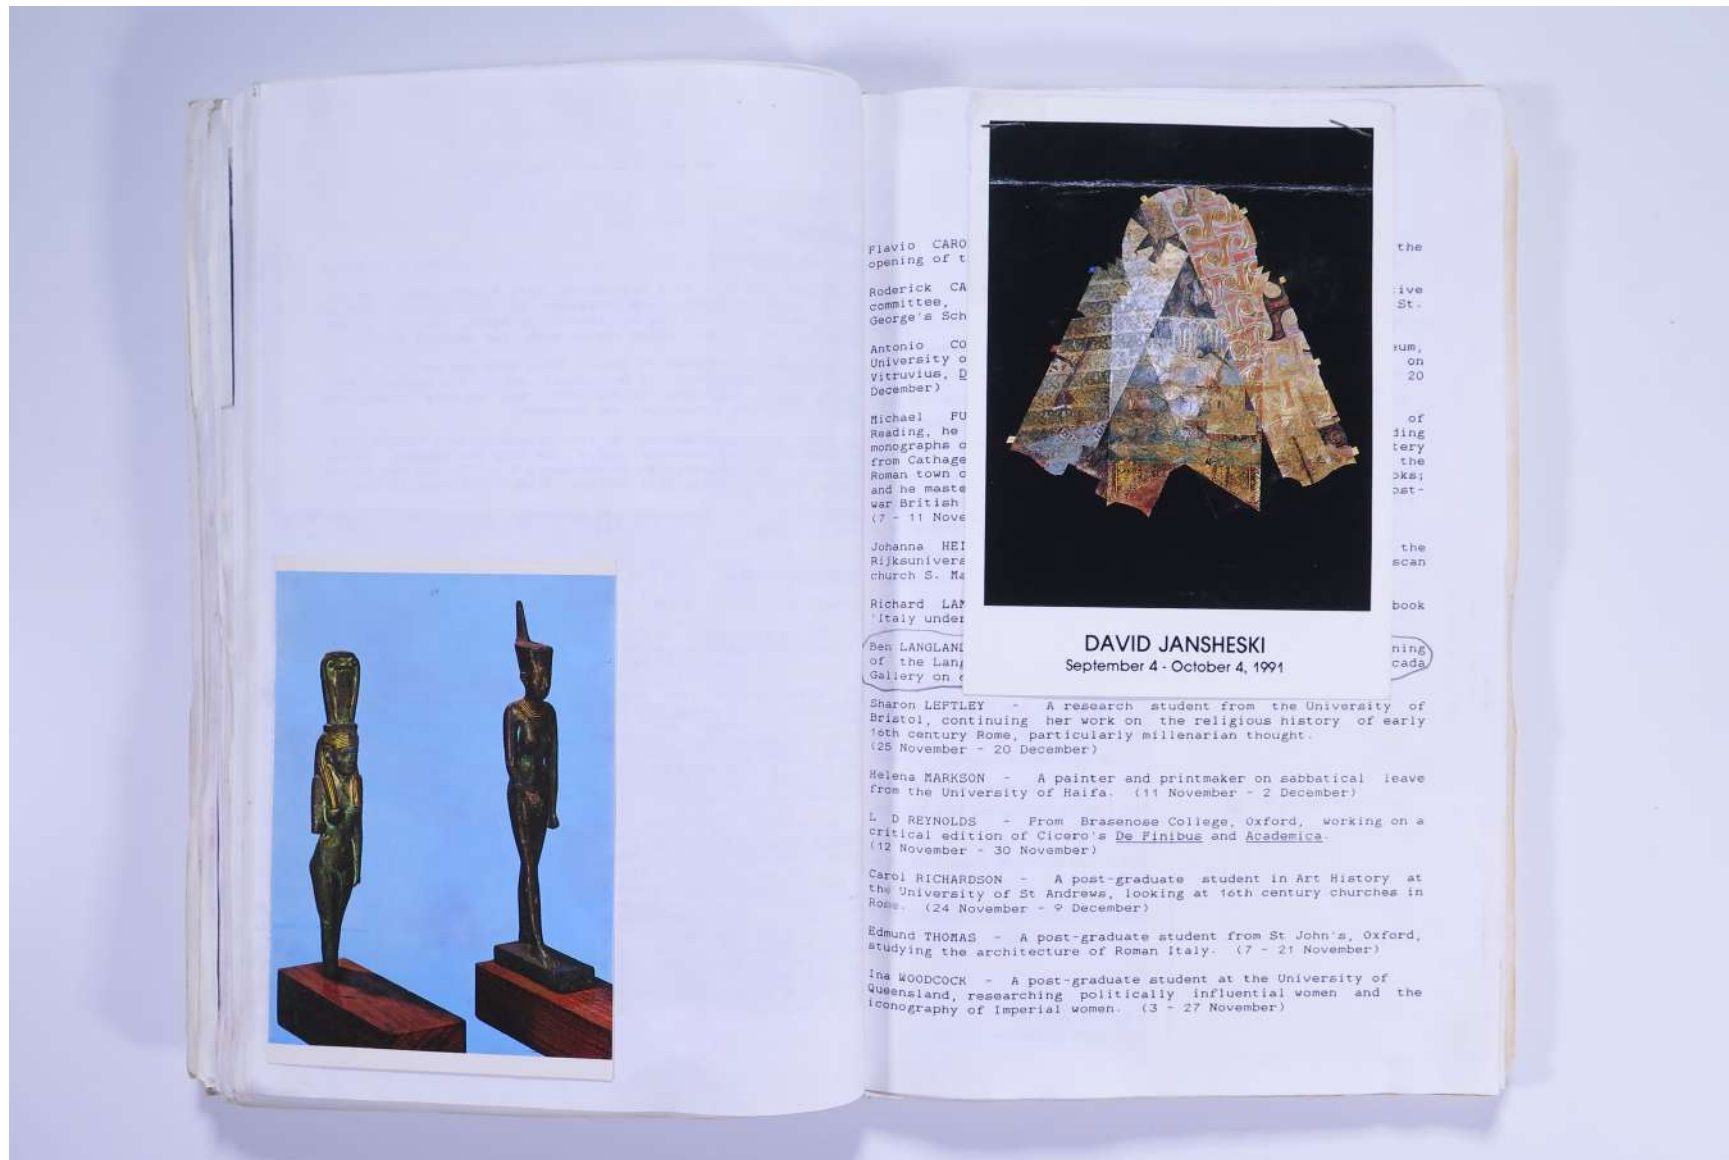 Flavio CARO the
opening of t
Roderick CA ive
committee, St.
George's Sch
Antonio CO eum,
University o on
Vitruvius, D 20
December)
Michael FU of
Reading, he ding
monographs o tery
from Cathage the
Roman town o oks;
and he maste ost-
war British
(7 - 11 Nove
Johanna HEI the
Rijksunivers scan
church S. Ma
Richard LAM book
'Italy under
Ben LANGLAND ning
of the Lang cada
Gallery on
DAVID JANSHESKI
September 4 - October 4, 1991
Sharon LEFTLEY - A research student from the University of
Bristol, continuing her work on the religious history of early
16th century Rome, particularly millenarian thought.
(25 November - 20 December)
Helena MARKSON - A painter and printmaker on sabbatical leave
from the University of Haifa. (11 November - 2 December)
L D REYNOLDS - From Brasenose College, Oxford, working on a
critical edition of Cicero's De Finibus and Academica.
(12 November - 30 November)
Carol RICHARDSON - A post-graduate student in Art History at
the University of St Andrews, looking at 16th century churches in
Rome. (24 November - 9 December)
Edmund THOMAS - A post-graduate student from St John's, Oxford,
studying the architecture of Roman Italy. (7 - 21 November)
Ina WOODCOCK - A post-graduate student at the University of
Queensland, researching politically influential women and the
iconography of Imperial women. (3 - 27 November)